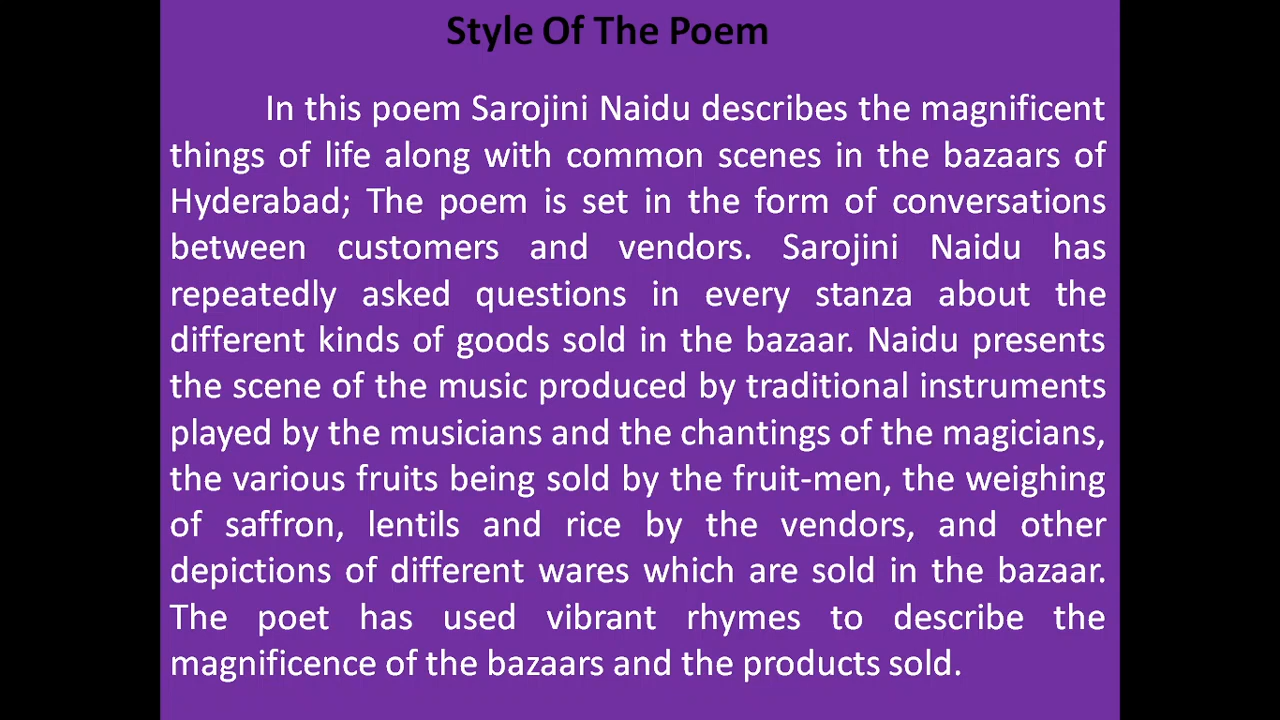 Style Of The Poem
In this poem Sarojini Naidu describes the magnificent
things of life along with common scenes in the bazaars of
Hyderabad; The poem is set in the form of conversations
between customers and vendors. Sarojini Naidu has
repeatedly asked questions in every stanza about the
different kinds of goods sold in the bazaar. Naidu presents
the scene of the music produced by traditional instruments
played by the musicians and the chantings of the magicians,
the various fruits being sold by the fruit-men, the weighing
of saffron, lentils and rice by the vendors, and other
depictions of different wares which are sold in the bazaar.
The poet has used vibrant rhymes to describe the
magnificence of the bazaars and the products sold.